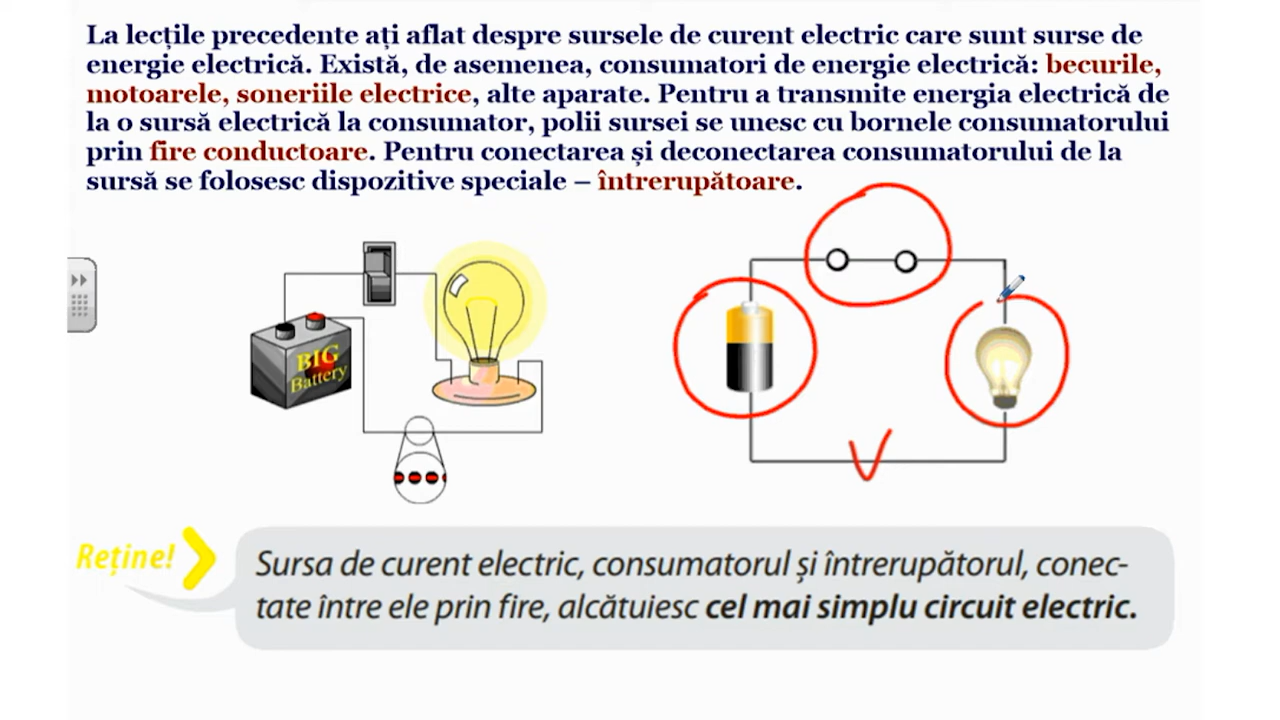 La lecțile precedente ați aflat despre sursele de curent electric care sunt surse de
energie electrică. Există, de asemenea, consumatori de energie electrică: becurile,
motoarele, soneriile electrice, alte aparate. Pentru a transmite energia electrică de
la o sursă electrică la consumator, polii sursei se unesc cu bornele consumatorului
prin fire conductoare. Pentru conectarea și deconectarea consumatorului de la
sursă se folosesc dispozitive speciale – întrerupătoare.
BIG
Battery
Reține!
Sursa de curent electric, consumatorul și întrerupătorul, conec-
tate între ele prin fire, alcătuiesc cel mai simplu circuit electric.